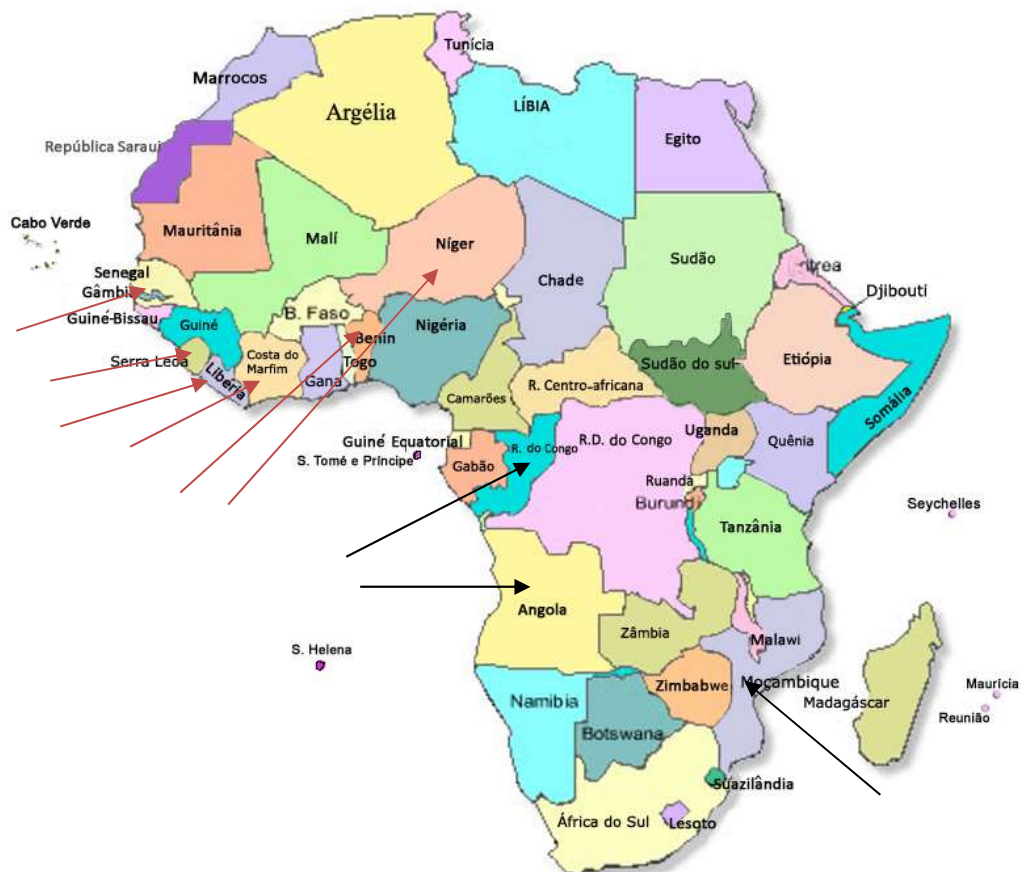 Tunícia
Marrocos
Argélia
LÍBIA
Egito
República Saraui
Cabo Verde
Mauritânia
Malí
Níger
Chade
Sudão
Eritrea
Senegal
Gâmbia
Djibouti
Guiné-Bissau
Guiné
B. Faso
Nigéria
Benin
Etiópia
Serra Leoa
Costa do
Marfim
Togo
Gana
Libéria
Sudão do sul
R. Centro-africana
Camarões
Somália
Guiné Equatorial
R. do Congo
R.D. do Congo
Uganda
Quênia
S. Tomé e Príncipe
Gabão
Ruanda
Burundi
Seychelles
Tanzânia
Angola
Zâmbia
Malawi
S. Helena
Moçambique
Zimbabwe
Namibia
Madagáscar
Maurícia
Reunião
Botswana
Suazilândia
África do Sul
Lesoto